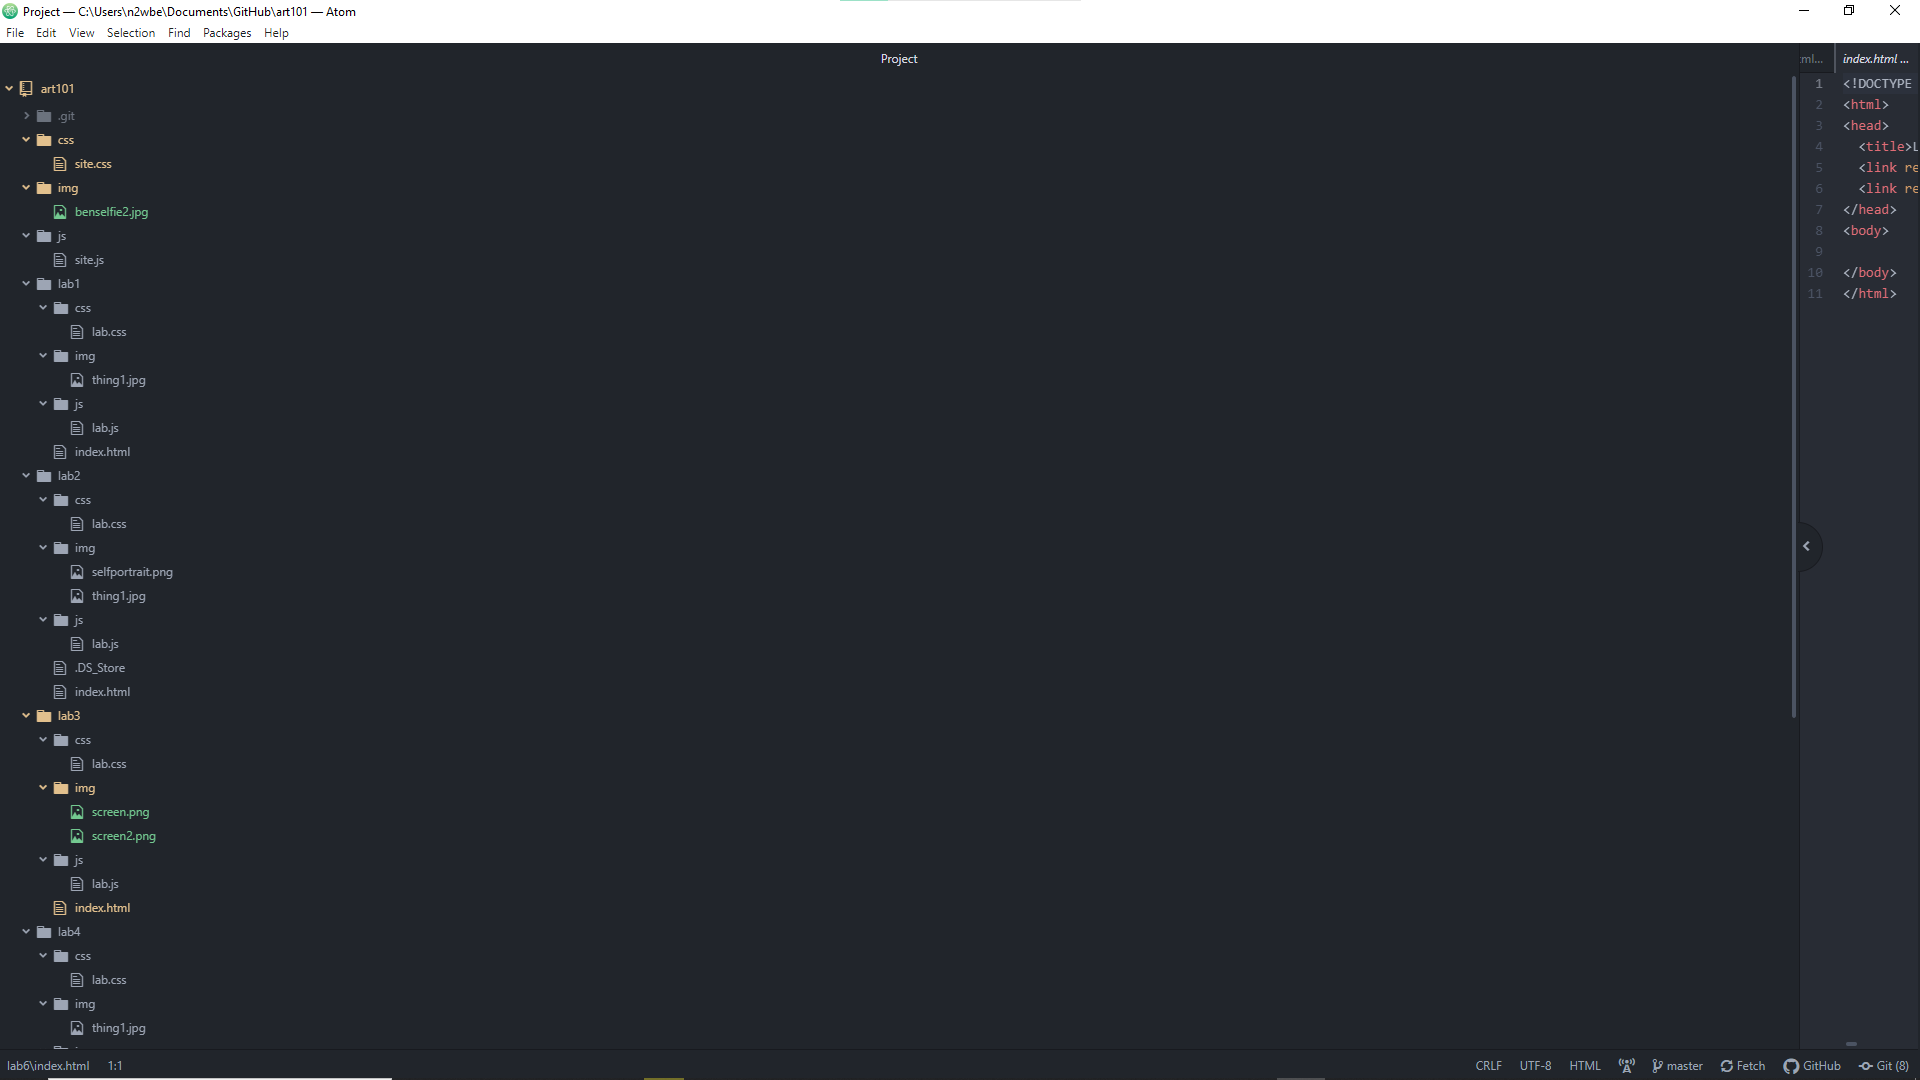 Project — C:\Users\n2wbe\Documents\GitHub\art101 — Atom
File Edit View Selection Find Packages Help
Project
art101
.git
css
site.css
img
benselfie2.jpg
js
site.js
lab1
css
lab.css
img
thing1.jpg
js
lab.js
index.html
lab2
css
lab.css
img
selfportrait.png
thing1.jpg
js
lab.js
.DS_Store
index.html
lab3
css
lab.css
img
screen.png
screen2.png
js
lab.js
index.html
lab4
css
lab.css
img
thing1.jpg
index.html ...
1 <!DOCTYPE
2 <html>
3 <head>
4 <title>L
5 <link re
6 <link re
7 </head>
8 <body>
9
10 </body>
11 </html>
lab6\index.html 1:1 CRLF UTF-8 HTML master Fetch GitHub Git (8)